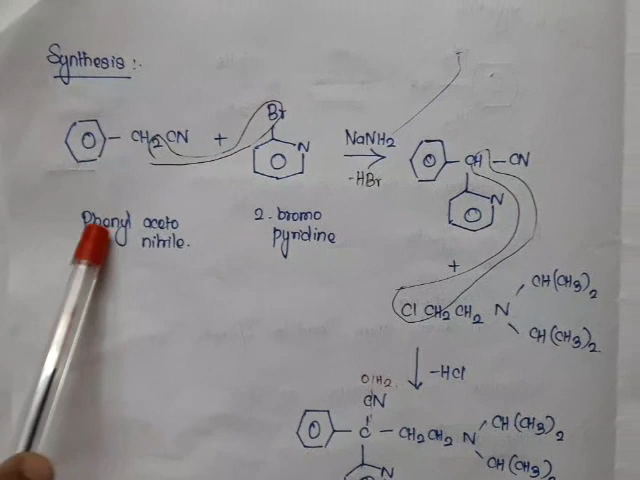 Synthesis :-
CH2CN + Br N
NaNH2
-HBr
CH - CN
N
Phenyl aceto nitrile.
2. bromo pyridine
+
Cl CH2 CH2 N CH(CH3)2
CH(CH3)2
-HCl
CN
C - CH2 CH2 N CH(CH3)2
CH(CH3)2
N